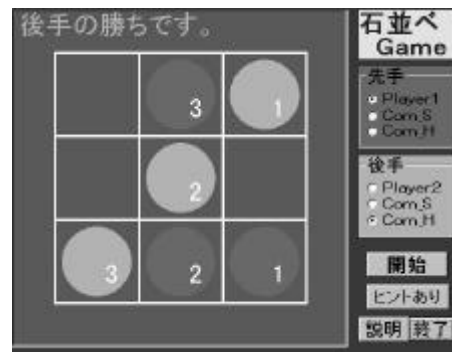 後手の勝ちです。
3
1
2
3
2
1
石並べ
Game
先手
Player1
Com_S
Com_H
後手
Player2
Com_S
Com_H
開始
ヒントあり
説明 終了